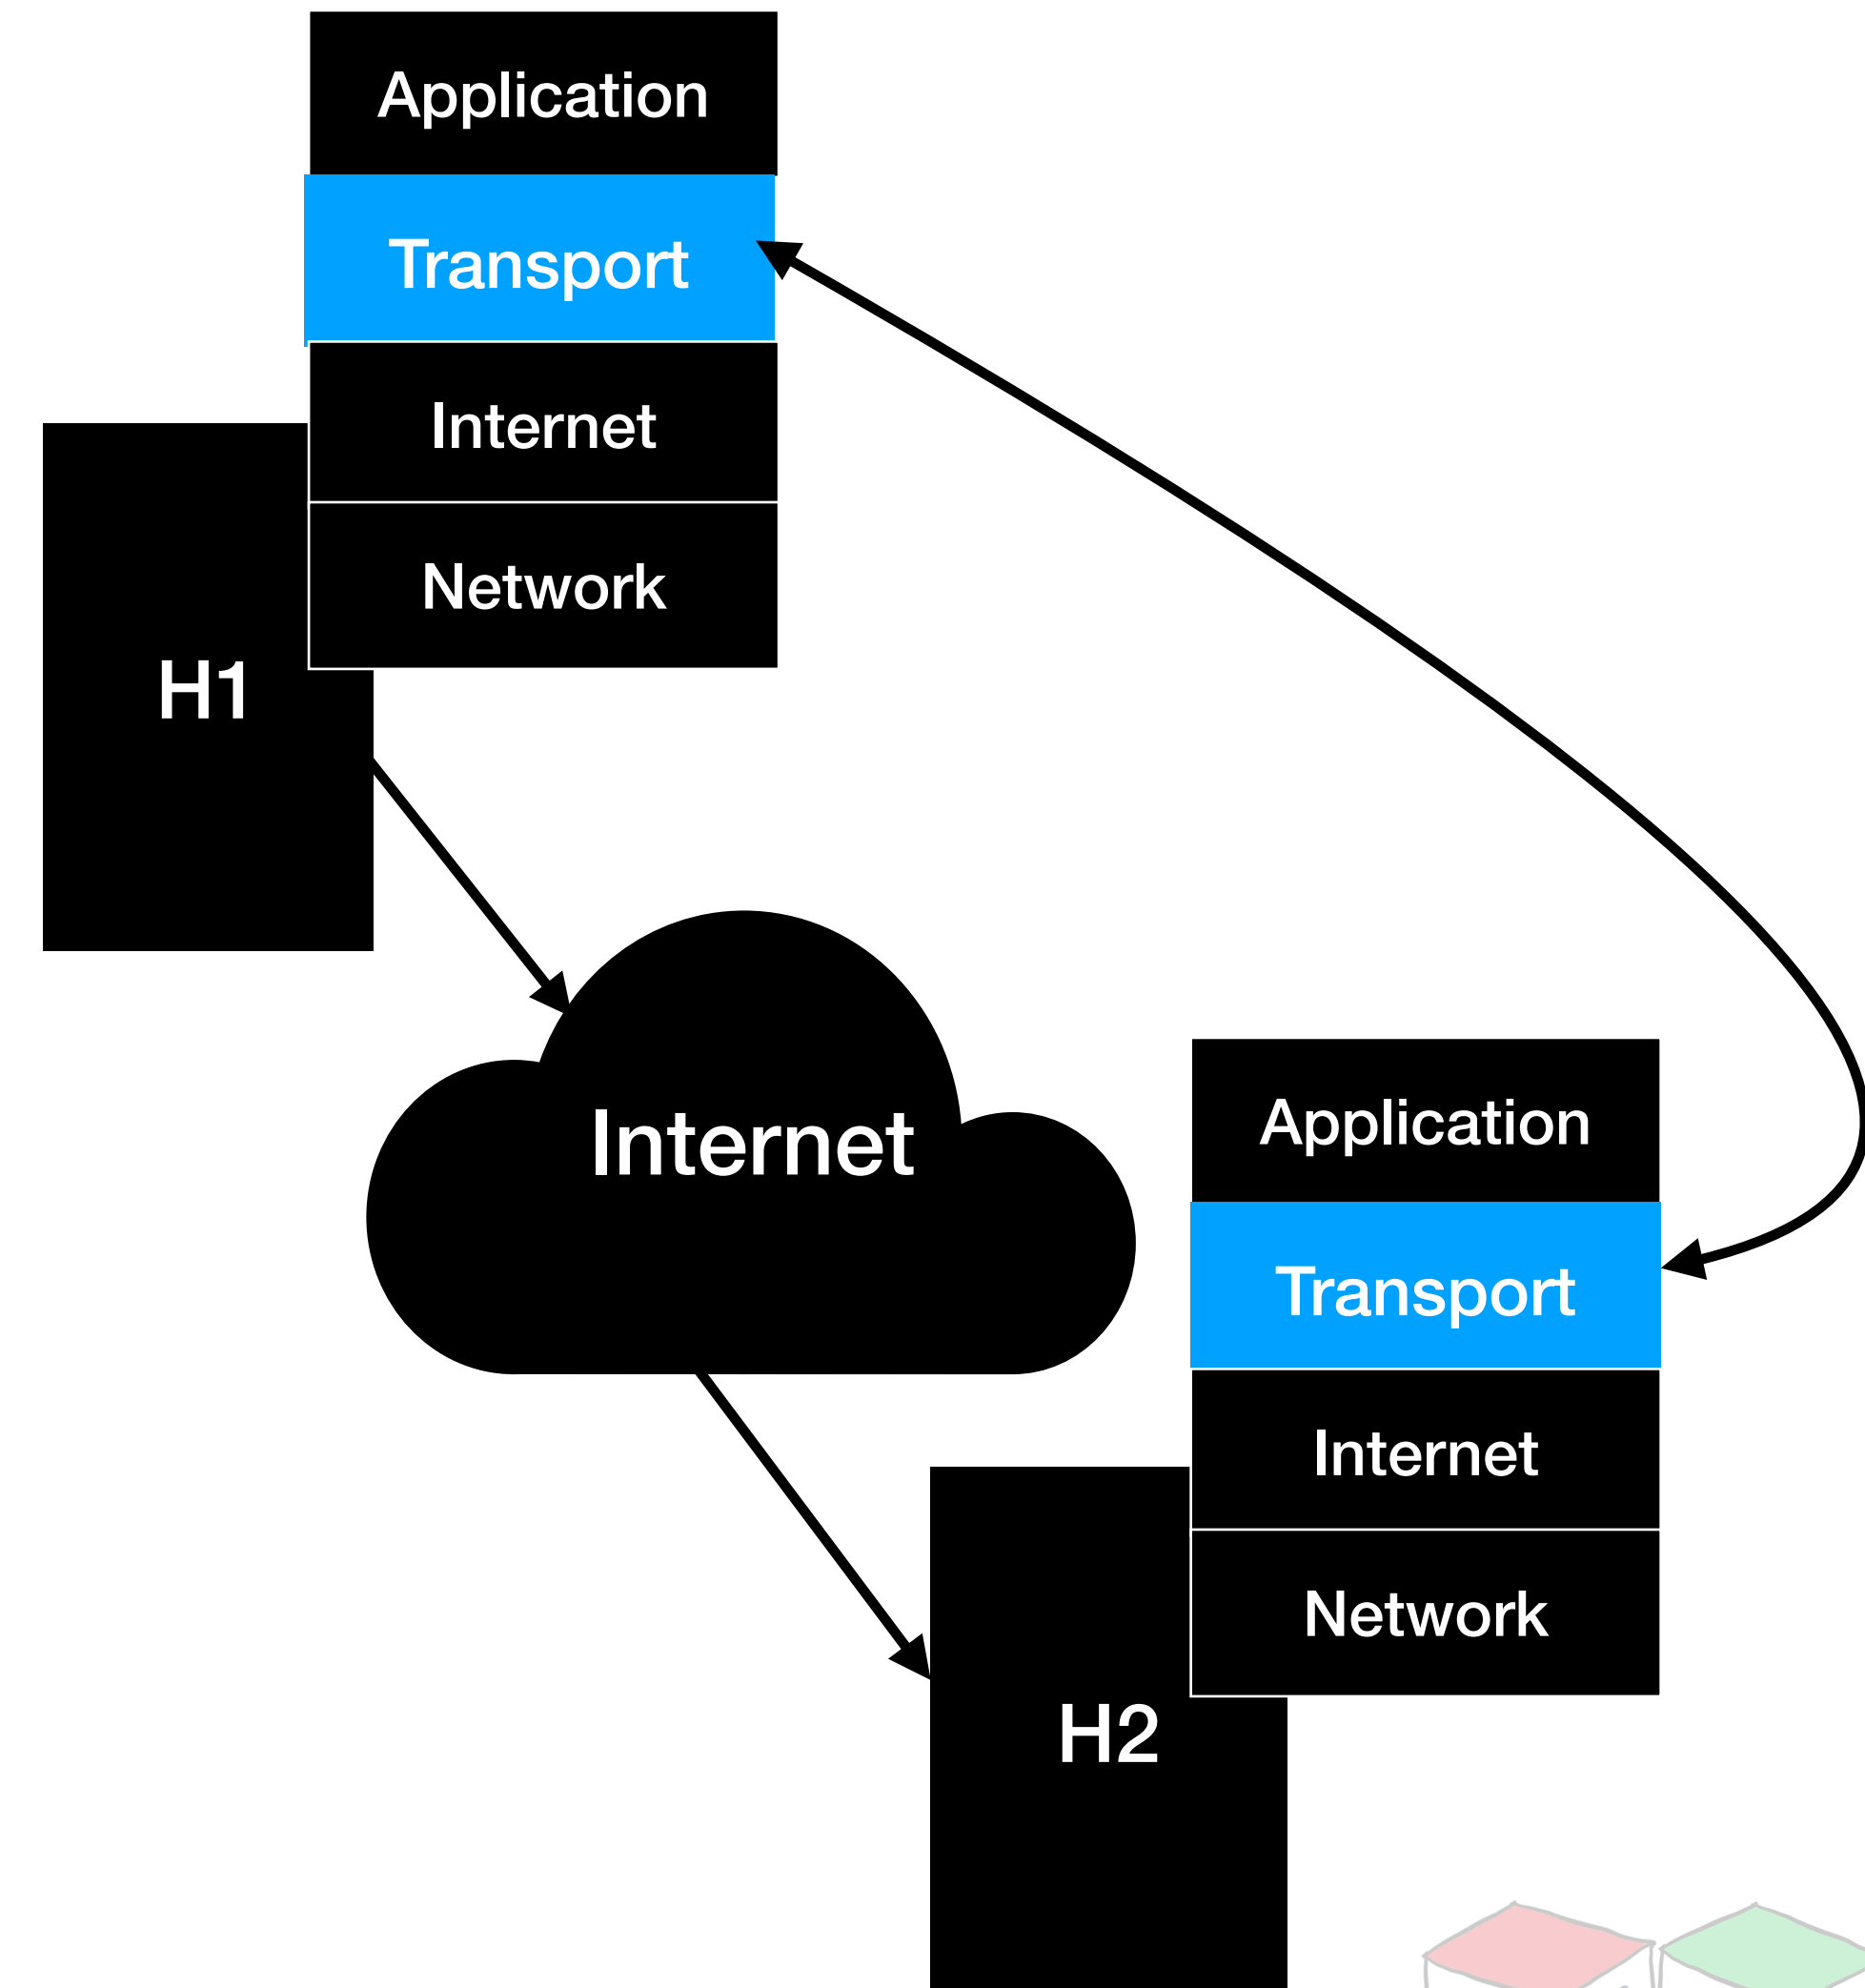 Application
Transport
Internet
Network
H1
Internet
Application
Transport
Internet
Network
H2